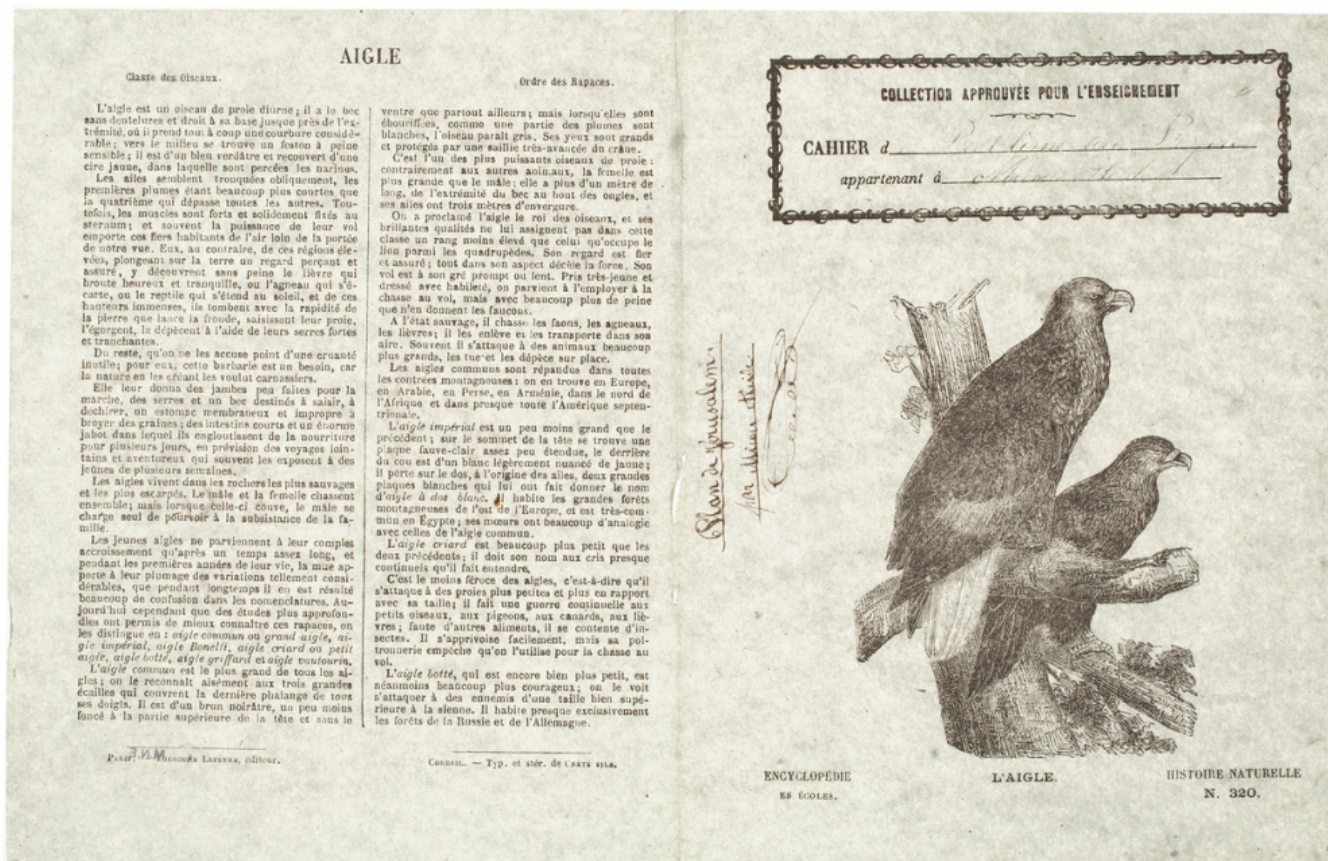 AIGLE
Classe des Oiseaux.
Ordre des Rapaces.
L'aigle est un oiseau de proie diurne; il a le bec
sans dentelures et droit à sa base jusque près de l'ex-
trémité, où il prend tout à coup une courbure considé-
rable; vers le milieu se trouve un feston à peine
sensible; il est d'un bleu verdâtre et recouvert d'une
cire jaune, dans laquelle sont percées les narines.
Les ailes semblent tronquées obliquement, les
premières plumes étant beaucoup plus courtes que
la quatrième qui dépasse toutes les autres. Tou-
tefois, les muscles sont forts et solidement fixés au
sternum; et souvent la puissance de leur vol
emporte ces fiers habitants de l'air loin de la portée
de notre vue. Eux, au contraire, de ces régions éle-
vées, plongeant sur la terre un regard perçant et
assuré, y découvrent sans peine le lièvre qui
broute heureux et tranquille, ou l'agneau qui s'é-
carte, ou le reptile qui s'étend au soleil, et de ces
hauteurs immenses, ils tombent avec la rapidité de
la pierre que lance la fronde, saisissent leur proie,
l'égorgent, la dépècent à l'aide de leurs serres fortes
et tranchantes.
Du reste, qu'on ne les accuse point d'une cruauté
inutile; pour eux, cette barbarie est un besoin, car
la nature en les créant les voulut carnassiers.
Elle leur donna des jambes peu faites pour la
marche, des serres et un bec destinés à saisir, à
déchirer, un estomac membraneux et impropre à
broyer des graines; des intestins courts et un énorme
jabot dans lequel ils engloutissent de la nourriture
pour plusieurs jours, en prévision des voyages loin-
tains et aventureux qui souvent les exposent à des
jeûnes de plusieurs semaines.
Les aigles vivent dans les rochers les plus sauvages
et les plus escarpés. Le mâle et la femelle chassent
ensemble; mais lorsque celle-ci couve, le mâle se
charge seul de pourvoir à la subsistance de la fa-
mille.
Les jeunes aigles ne parviennent à leur complet
accroissement qu'après un temps assez long, et
pendant les premières années de leur vie, la mue ap-
porte à leur plumage des variations tellement consi-
dérables, que pendant longtemps il en est résulté
beaucoup de confusion dans les nomenclatures. Au-
jourd'hui cependant que des études plus approfon-
dies ont permis de mieux connaître ces rapaces, on
les distingue en : aigle commun ou grand aigle, ai-
gle impérial, aigle Bonelli, aigle criard ou petit
aigle, aigle botté, aigle griffard et aigle vautourin.
L'aigle commun est le plus grand de tous les ai-
gles; on le reconnaît aisément aux trois grandes
écailles qui couvrent la dernière phalange de tous
ses doigts. Il est d'un brun noirâtre, un peu moins
foncé à la partie supérieure de la tête et sous le
ventre que partout ailleurs; mais lorsqu'elles sont
ébouriffées, comme une partie des plumes sont
blanches, l'oiseau paraît gris. Ses yeux sont grands
et protégés par une saillie très-avancée du crâne.
C'est l'un des plus puissants oiseaux de proie :
contrairement aux autres animaux, la femelle est
plus grande que le mâle; elle a plus d'un mètre de
long, de l'extrémité du bec au bout des ongles, et
ses ailes ont trois mètres d'envergure.
On a proclamé l'aigle le roi des oiseaux, et ses
brillantes qualités ne lui assignent pas dans cette
classe un rang moins élevé que celui qu'occupe le
lion parmi les quadrupèdes. Son regard est fier
et assuré; tout dans son aspect décèle la force. Son
vol est à son gré prompt ou lent. Pris très-jeune et
dressé avec habileté, on parvient à l'employer à la
chasse au vol, mais avec beaucoup plus de peine
que n'en donnent les faucons.
A l'état sauvage, il chasse les faons, les agneaux,
les lièvres; il les enlève et les transporte dans son
aire. Souvent il s'attaque à des animaux beaucoup
plus grands, les tue et les dépèce sur place.
Les aigles communs sont répandus dans toutes
les contrées montagneuses : on en trouve en Europe,
en Arabie, en Perse, en Arménie, dans le nord de
l'Afrique et dans presque toute l'Amérique septen-
trionale.
L'aigle impérial est un peu moins grand que le
précédent; sur le sommet de la tête se trouve une
plaque fauve-clair assez peu étendue, le derrière
du cou est d'un blanc légèrement nuancé de jaune;
il porte sur le dos, à l'origine des ailes, deux grandes
plaques blanches qui lui ont fait donner le nom
d'aigle à dos blanc. Il habite les grandes forêts
montagneuses de l'est de l'Europe, et est très-com-
mun en Égypte; ses mœurs ont beaucoup d'analogie
avec celles de l'aigle commun.
L'aigle criard est beaucoup plus petit que les
deux précédents; il doit son nom aux cris presque
continuels qu'il fait entendre.
C'est le moins féroce des aigles, c'est-à-dire qu'il
s'attaque à des proies plus petites et plus en rapport
avec sa taille; il fait une guerre continuelle aux
petits oiseaux, aux pigeons, aux canards, aux liè-
vres; faute d'autres aliments, il se contente d'in-
sectes. Il s'apprivoise facilement, mais sa pol-
tronnerie empêche qu'on l'utilise pour la chasse au
vol.
L'aigle botté, qui est encore bien plus petit, est
néanmoins beaucoup plus courageux; on le voit
s'attaquer à des ennemis d'une taille bien supé-
rieure à la sienne. Il habite presque exclusivement
les forêts de la Russie et de l'Allemagne.
M.N.E
PARIS. THÉODORE LEFÈVRE, éditeur.
CORBEIL. — Typ. et stér. de CRÉTÉ FILS.
COLLECTION APPROUVÉE POUR L'ENSEIGNEMENT
CAHIER d
appartenant à
Plan de Jérusalem.
par
ENCYCLOPÉDIE
ES ÉCOLES.
L'AIGLE.
HISTOIRE NATURELLE
N. 320.